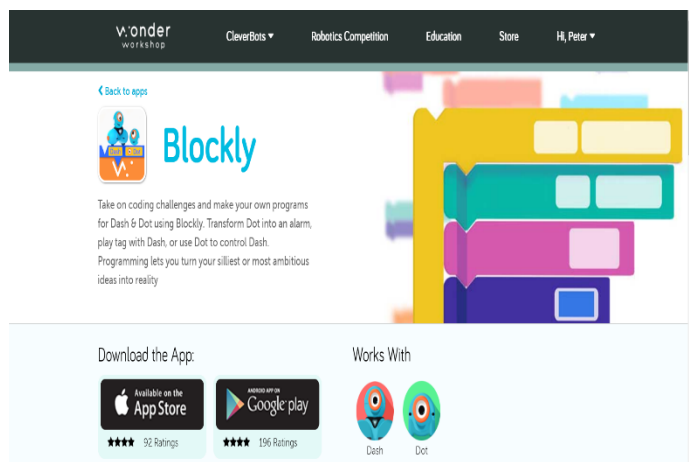 wonder
workshop
CleverBots ▾ Robotics Competition Education Store Hi, Peter ▾
❮ Back to apps
Dash & Dot
Blockly
Take on coding challenges and make your own programs
for Dash & Dot using Blockly. Transform Dot into an alarm,
play tag with Dash, or use Dot to control Dash.
Programming lets you turn your silliest or most ambitious
ideas into reality
Download the App:
Works With
Available on the
App Store
ANDROID APP ON
Google play
★★★★ 92 Ratings
★★★★ 196 Ratings
Dash
Dot